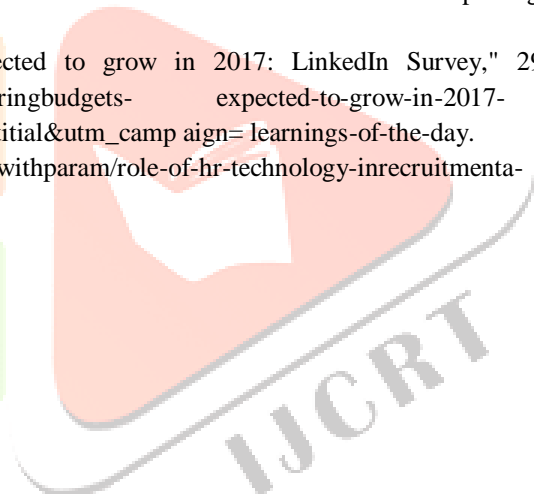 ected to grow in 2017: LinkedIn Survey," 29
ringbudgets- expected-to-grow-in-2017-
titial&utm_camp aign= learnings-of-the-day.
withparam/role-of-hr-technology-inrecruitmenta-
IJCRT